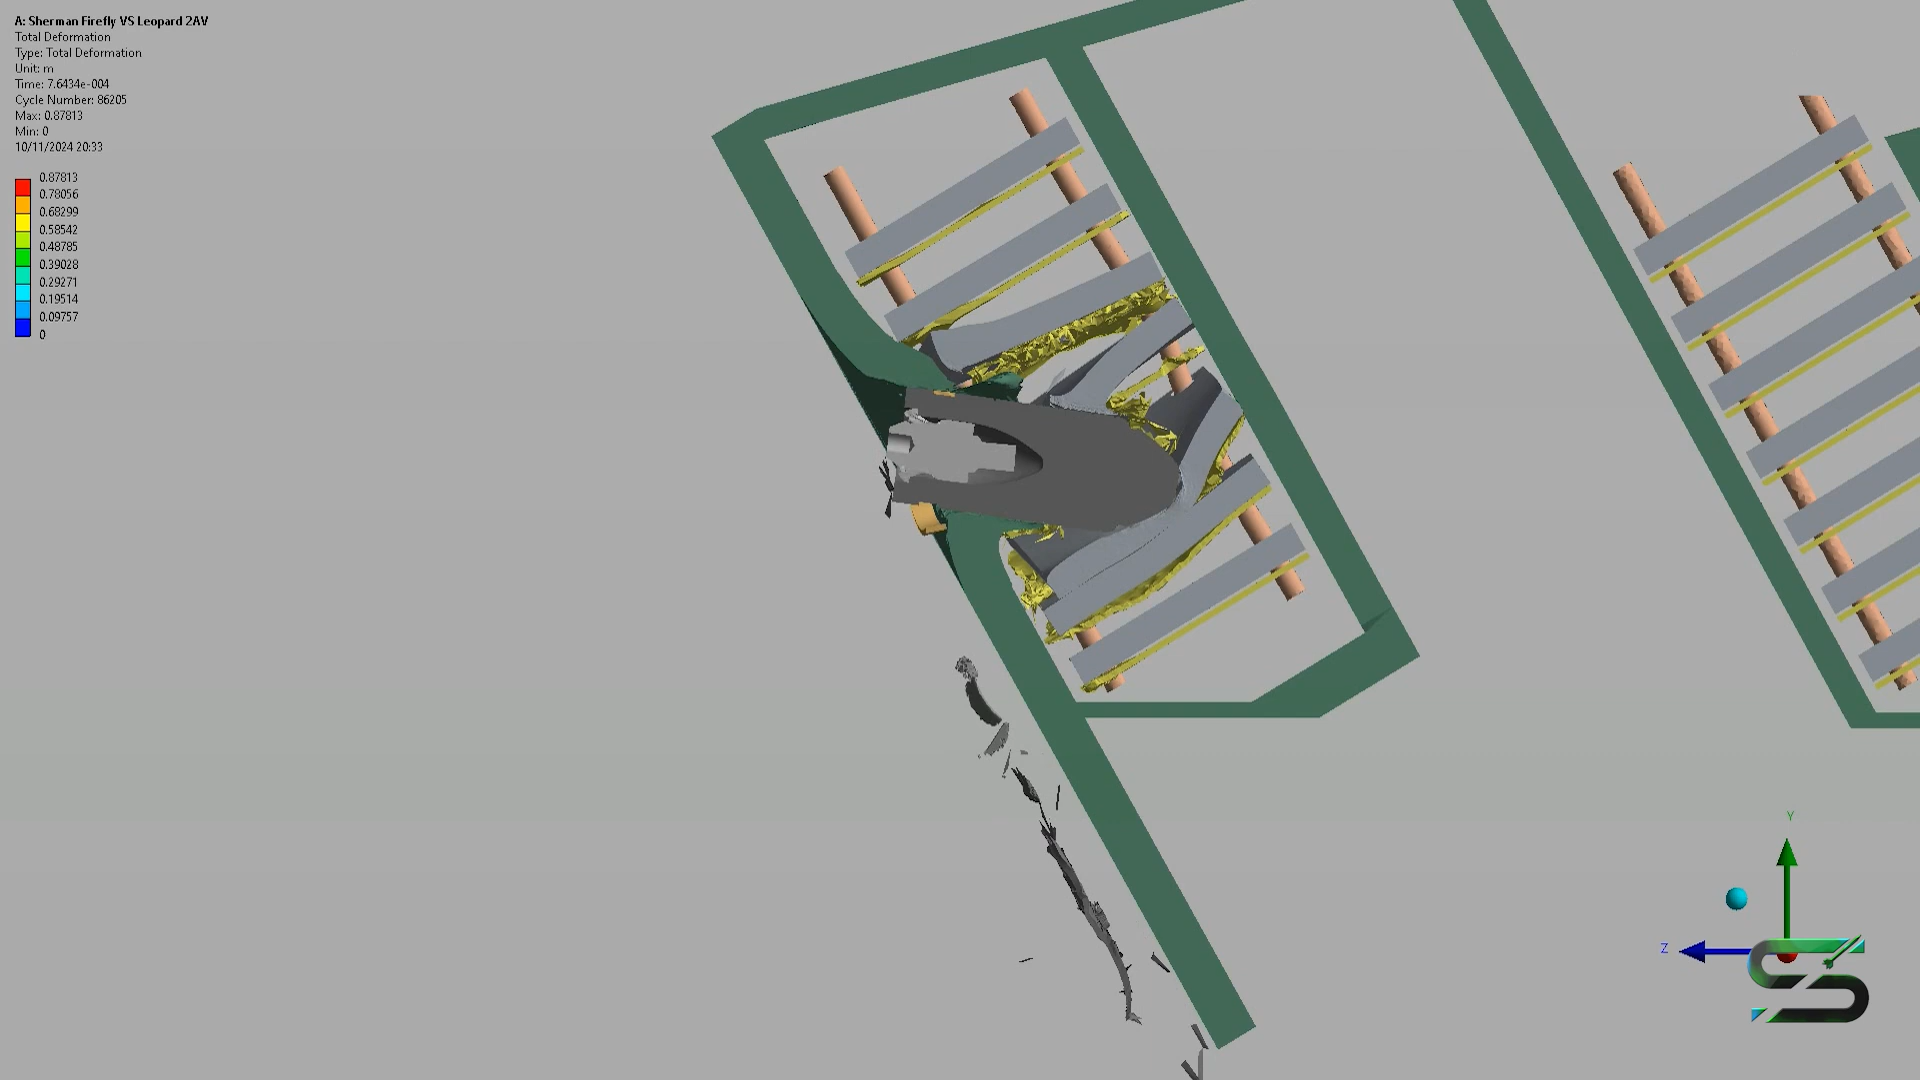 A: Sherman Firefly VS Leopard 2AV
Total Deformation
Type: Total Deformation
Unit: m
Time: 7.6434e-004
Cycle Number: 86205
Max: 0.87813
Min: 0
10/11/2024 20:33
0.87813
0.78056
0.68299
0.58542
0.48785
0.39028
0.29271
0.19514
0.09757
0
Y
Z